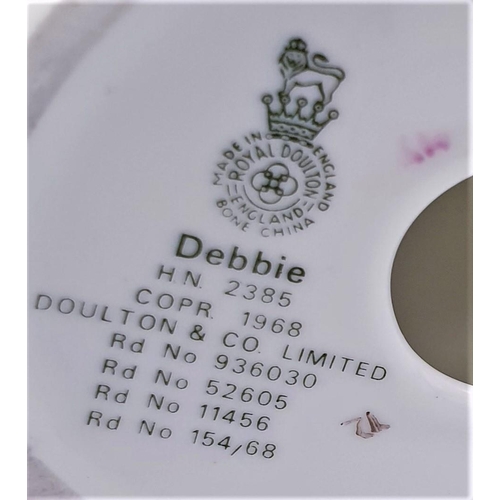 MADE IN ENGLAND
ROYAL DOULTON
ENGLAND
BONE CHINA
Debbie
H.N. 2385
COPR. 1968
DOULTON & CO. LIMITED
Rd No 936030
Rd No 52605
Rd No 11456
Rd No 154/68